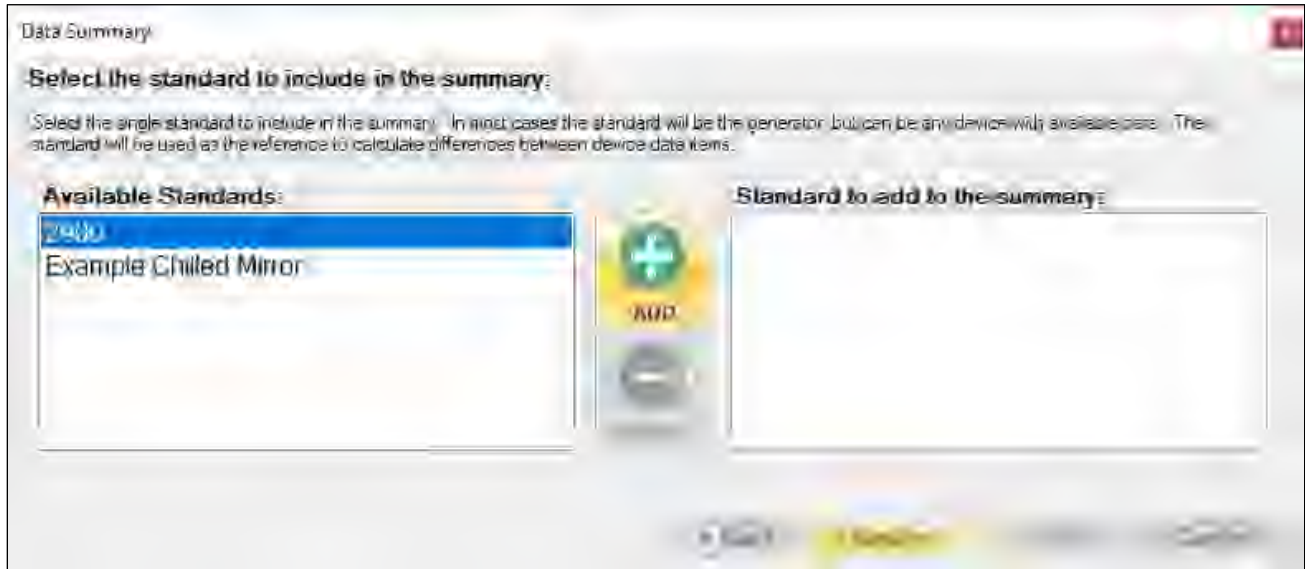 Data Summary
Select the standard to include in the summary:
Select the single standard to include in the summary. In most cases the standard will be the generator, but can be any device with available data. The
standard will be used as the reference to calculate differences between device data items.
Available Standards:
Standard to add to the summary:
2900
Example Chilled Mirror
ADD